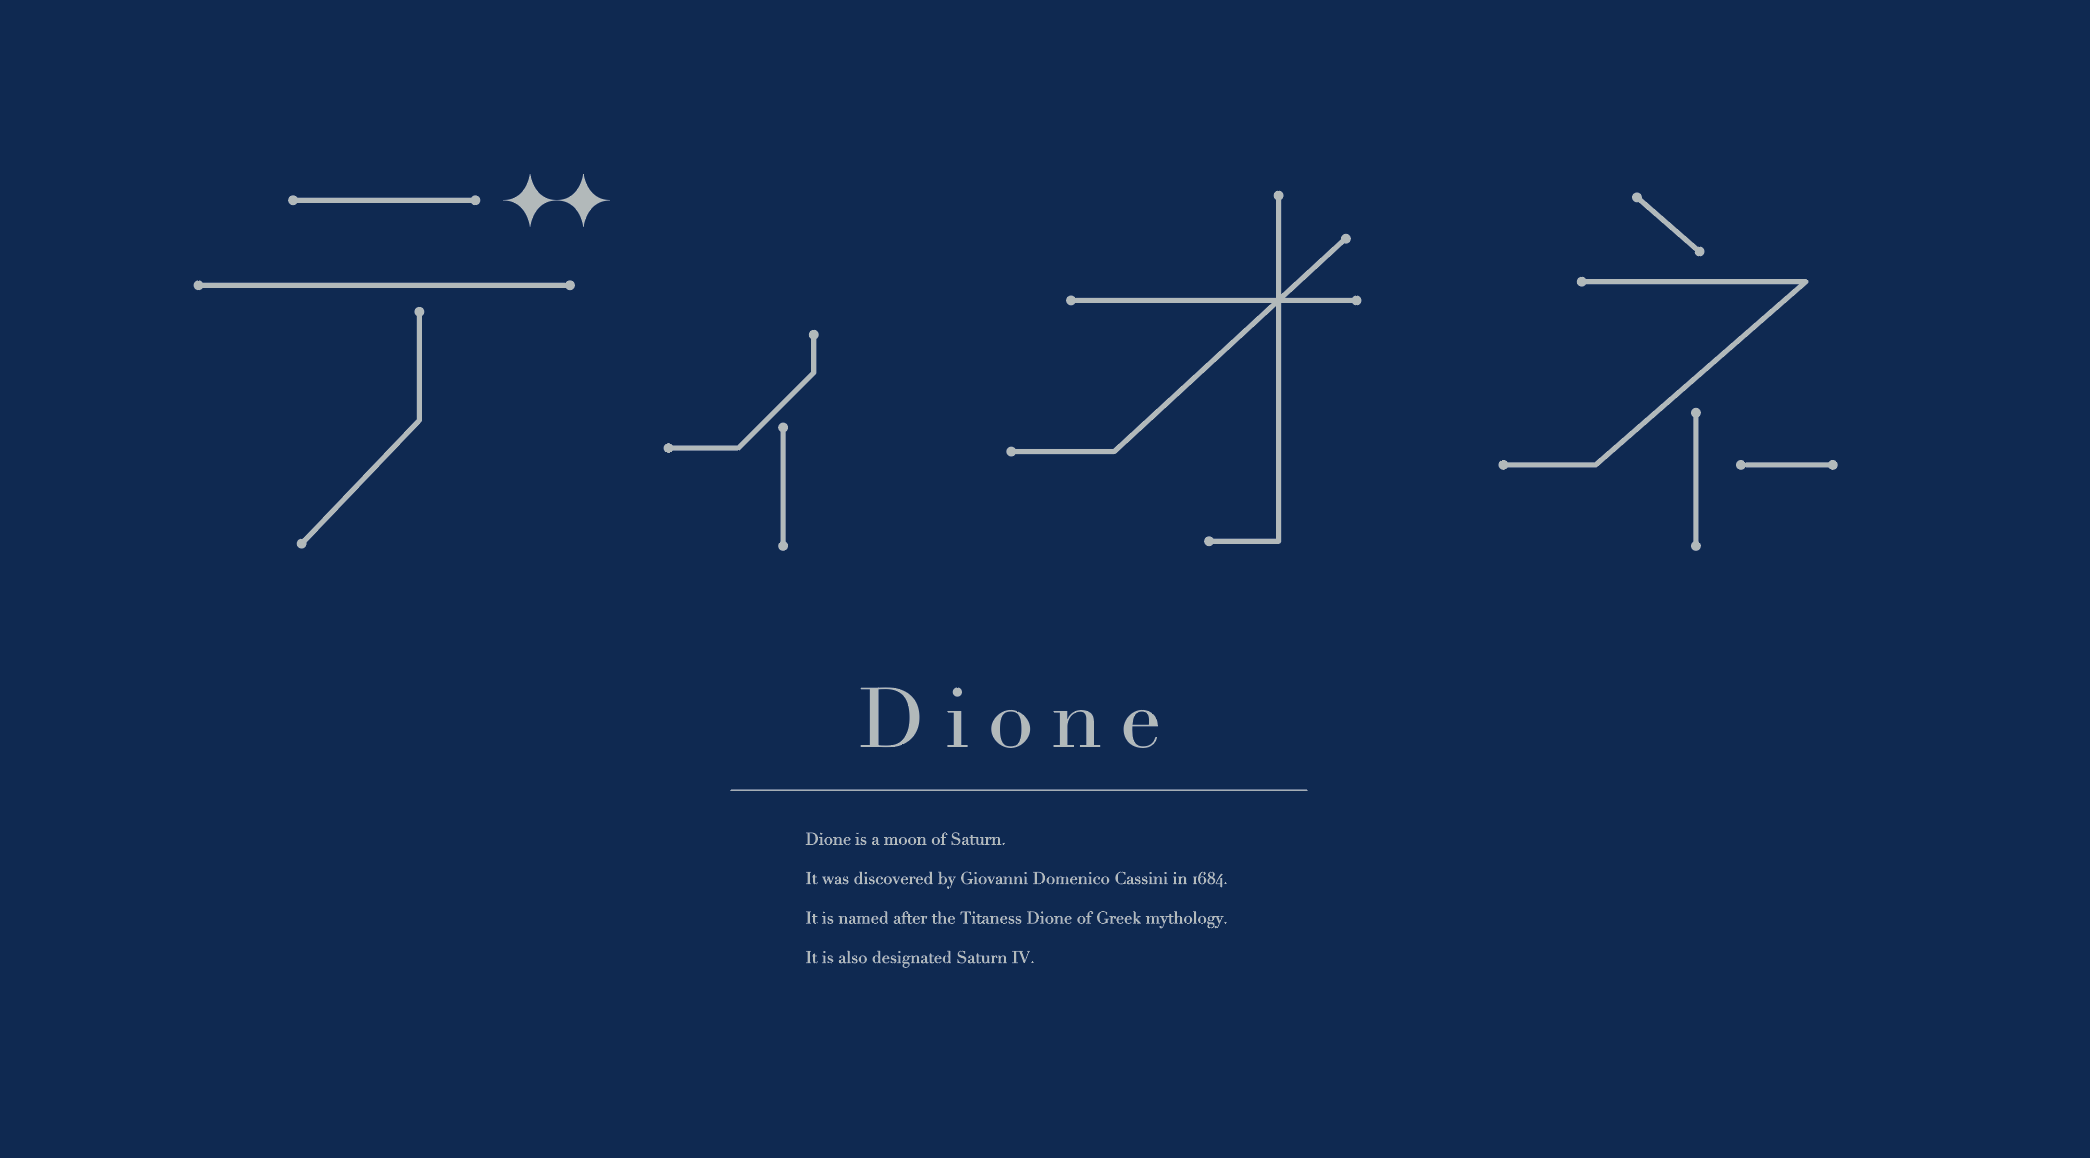 ディオネ
Dione
Dione is a moon of Saturn.
It was discovered by Giovanni Domenico Cassini in 1684.
It is named after the Titaness Dione of Greek mythology.
It is also designated Saturn IV.